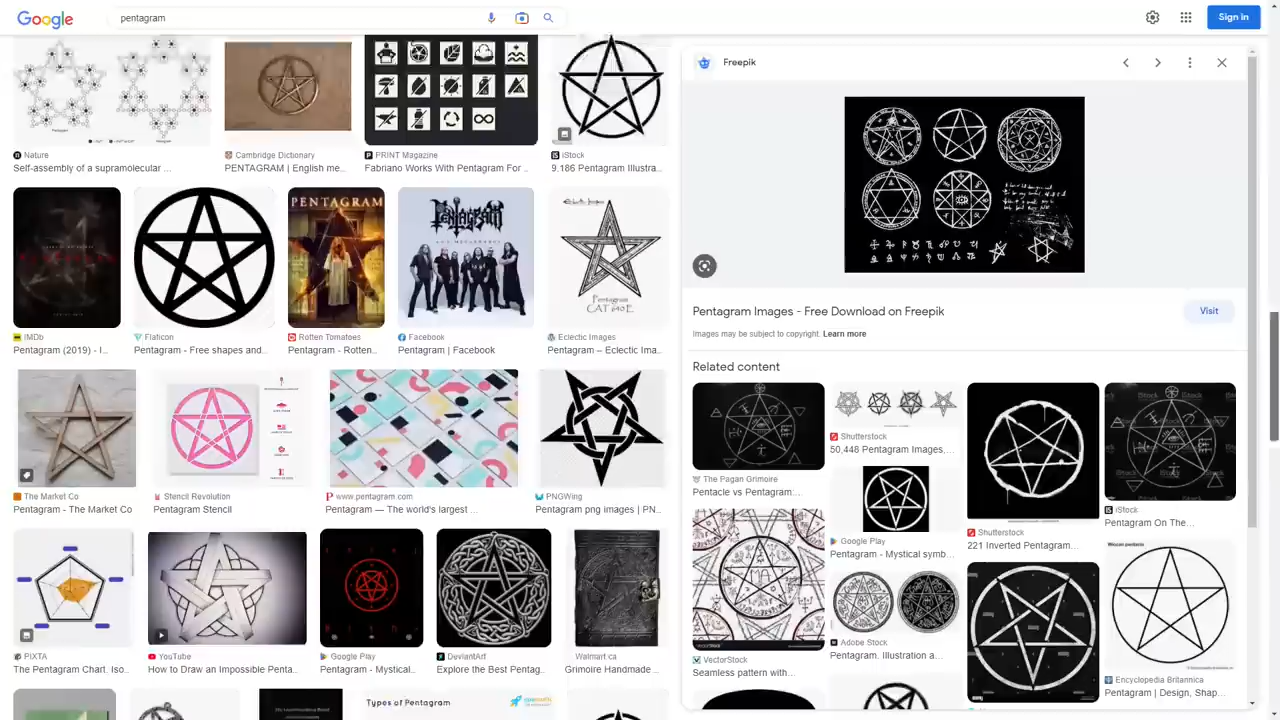 Google
pentagram
Sign in
Nature
Self-assembly of a supramolecular ...
Cambridge Dictionary
PENTAGRAM | English me...
PRINT Magazine
Fabriano Works With Pentagram For ..
iStock
9.186 Pentagram Illustra..
IMDb
Pentagram (2019) - I..
Flaticon
Pentagram - Free shapes and..
PENTAGRAM
Rotten Tomatoes
Pentagram - Rotten..
Facebook
Pentagram | Facebook
Pentagram
CAT 640 E
Eclectic Images
Pentagram – Eclectic Ima..
The Market Co
Pentagram - The Market Co
Stencil Revolution
Pentagram Stencil
www.pentagram.com
Pentagram — The world's largest ...
PNGWing
Pentagram png images | PN..
PIXTA
The Pentagram Chart. Iso..
YouTube
How to Draw an Impossible Penta..
Google Play
Pentagram - Mystical..
DeviantArt
Explore the Best Pentag..
Walmart ca
Grimoire Handmade ..
Types of Pentagram
Freepik
Pentagram Images - Free Download on Freepik
Visit
Images may be subject to copyright. Learn more
Related content
The Pagan Grimoire
Pentacle vs Pentagram...
Shutterstock
50,448 Pentagram Images,...
Google Play
Pentagram - Mystical symb...
Shutterstock
221 Inverted Pentagram...
iStock
Pentagram On The...
VectorStock
Seamless pattern with...
Adobe Stock
Pentagram. Illustration a...
Wiccan pentacle
Encyclopedia Britannica
Pentagram | Design, Shap...